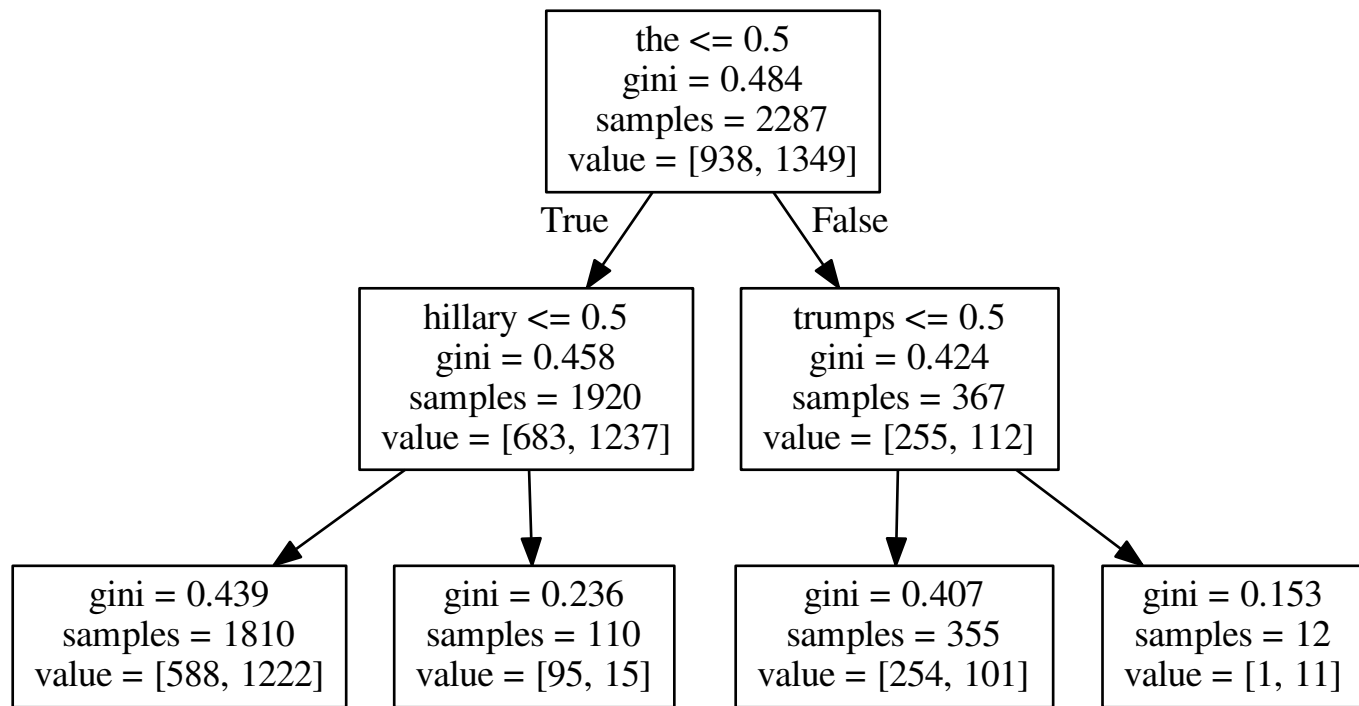 the <= 0.5
gini = 0.484
samples = 2287
value = [938, 1349]
True
False
hillary <= 0.5
gini = 0.458
samples = 1920
value = [683, 1237]
trumps <= 0.5
gini = 0.424
samples = 367
value = [255, 112]
gini = 0.439
samples = 1810
value = [588, 1222]
gini = 0.236
samples = 110
value = [95, 15]
gini = 0.407
samples = 355
value = [254, 101]
gini = 0.153
samples = 12
value = [1, 11]